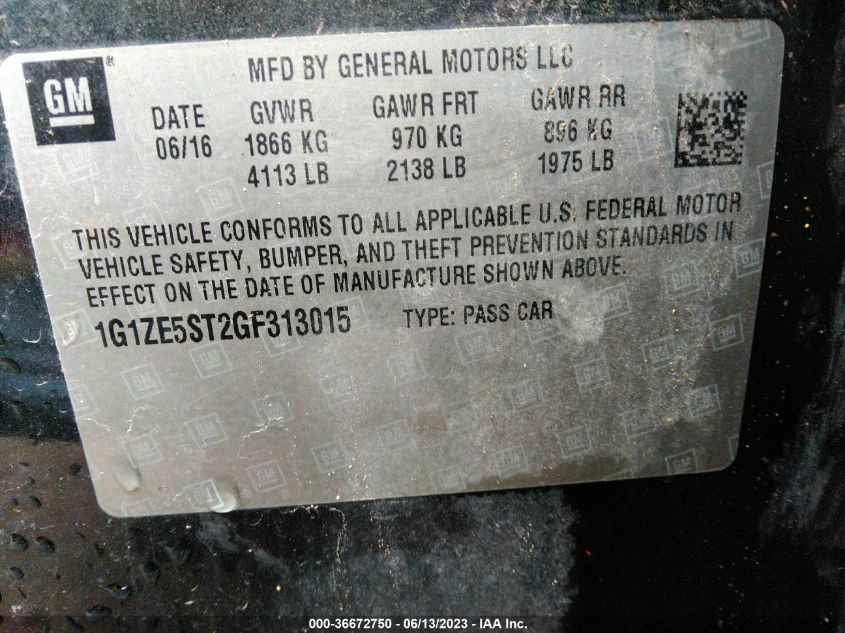 GM ®
MFD BY GENERAL MOTORS LLC
DATE GVWR GAWR FRT GAWR RR
06/16 1866 KG 970 KG 896 KG
4113 LB 2138 LB 1975 LB
THIS VEHICLE CONFORMS TO ALL APPLICABLE U.S. FEDERAL MOTOR
VEHICLE SAFETY, BUMPER, AND THEFT PREVENTION STANDARDS IN
EFFECT ON THE DATE OF MANUFACTURE SHOWN ABOVE.
1G1ZE5ST2GF313015 TYPE: PASS CAR
000-36672750 - 06/13/2023 - IAA Inc.